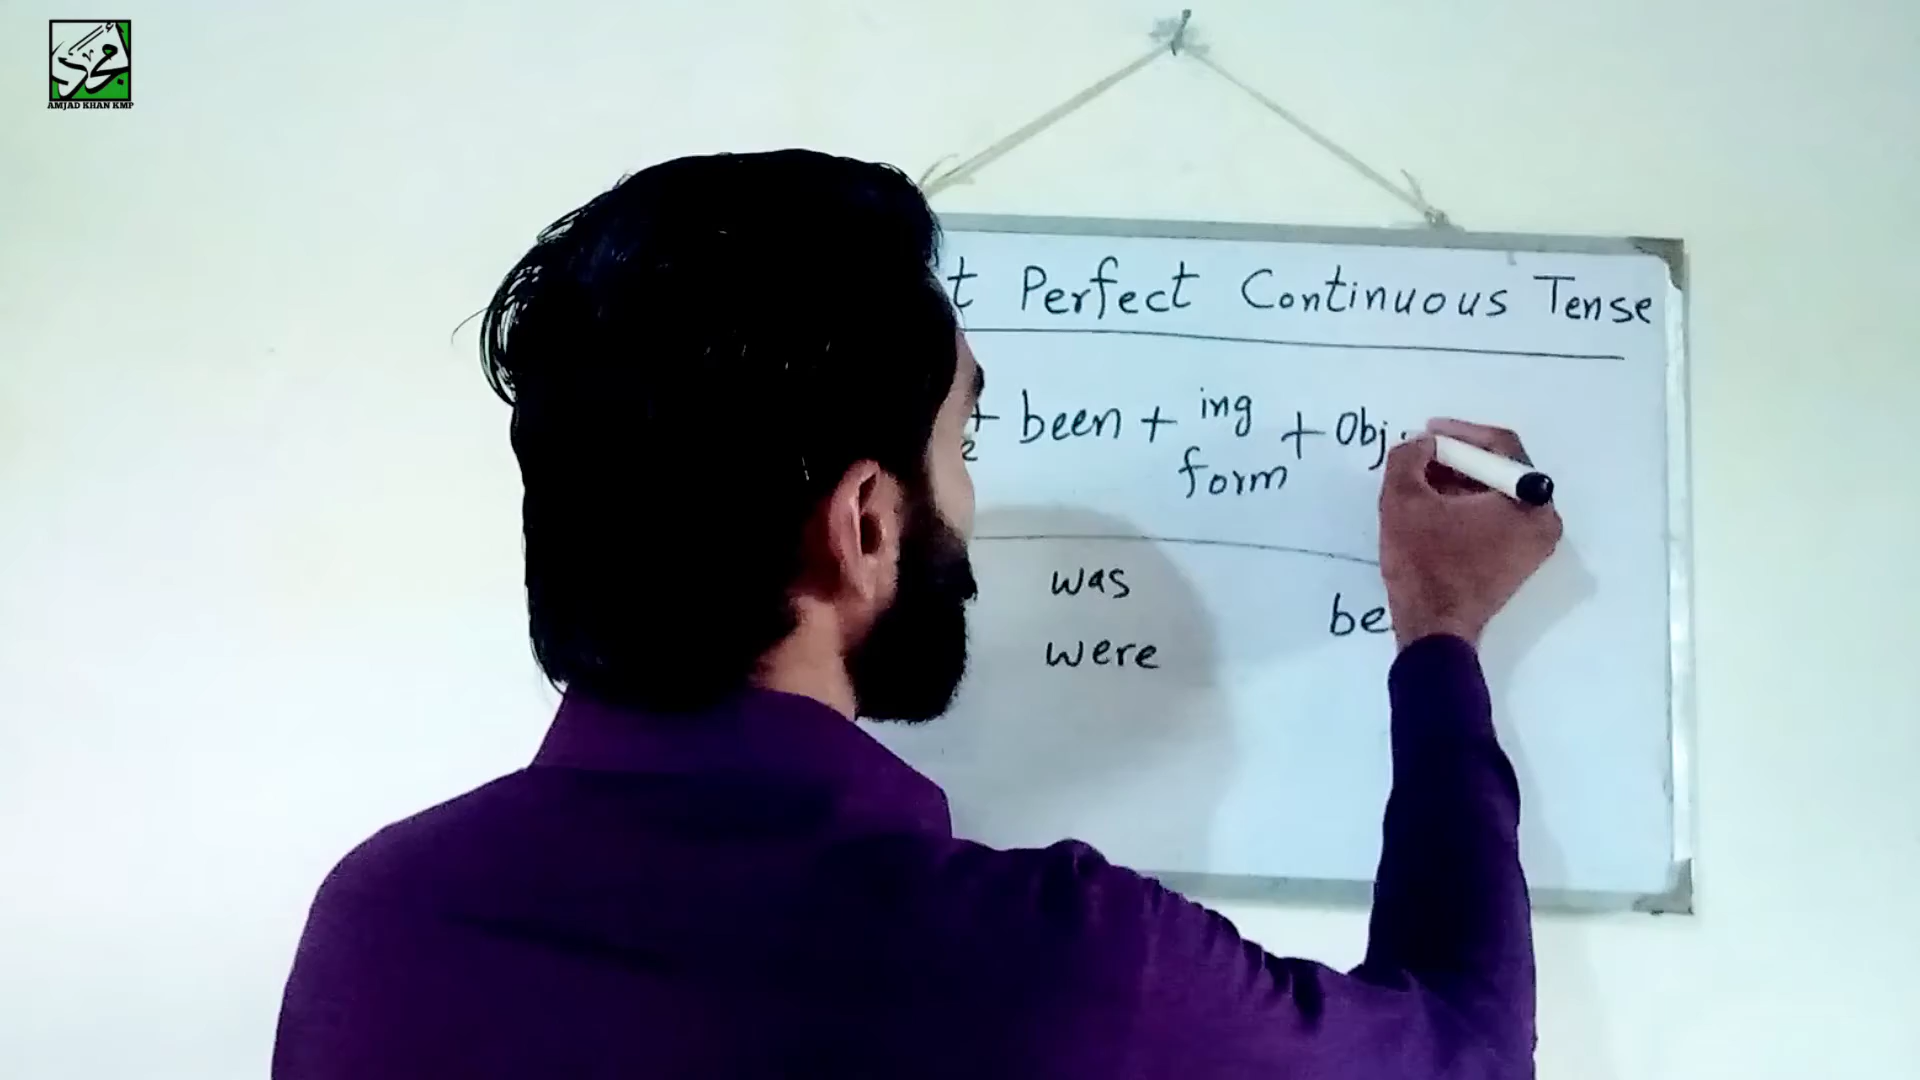 AMJAD KHAN KMP
t Perfect Continuous Tense
+ been + ing form + Obj.
was
were
be